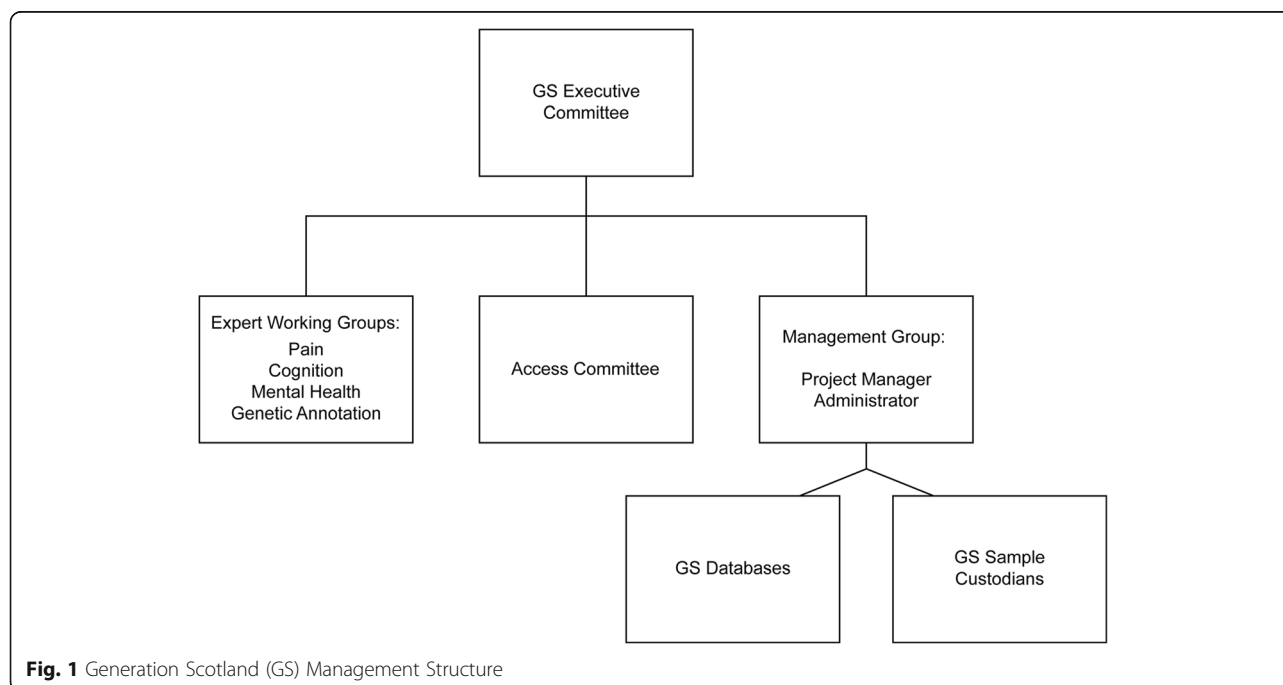 GS Executive
Committee
Expert Working Groups:
Pain
Cognition
Mental Health
Genetic Annotation
Access Committee
Management Group:
Project Manager
Administrator
GS Databases
GS Sample
Custodians
Fig. 1 Generation Scotland (GS) Management Structure